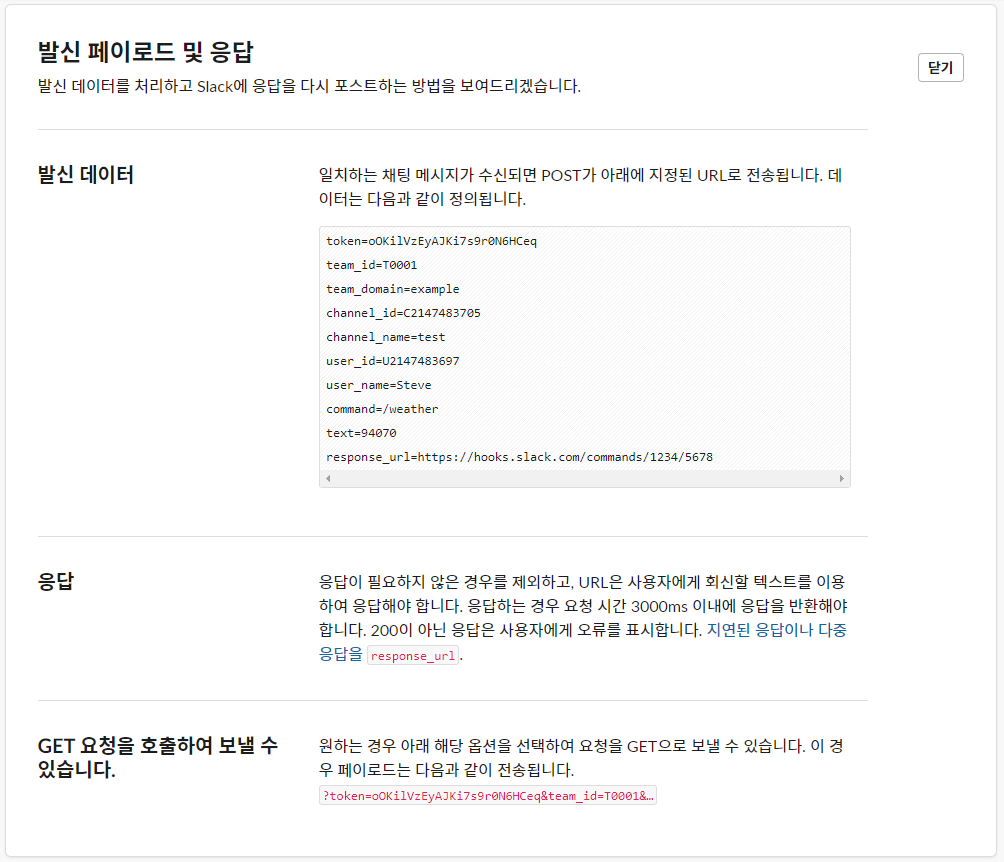 발신 페이로드 및 응답
발신 데이터를 처리하고 Slack에 응답을 다시 포스트하는 방법을 보여드리겠습니다.
닫기
발신 데이터
일치하는 채팅 메시지가 수신되면 POST가 아래에 지정된 URL로 전송됩니다. 데
이터는 다음과 같이 정의됩니다.
token=oOKilVzEyAJKi7s9r0N6HCeq
team_id=T0001
team_domain=example
channel_id=C2147483705
channel_name=test
user_id=U2147483697
user_name=Steve
command=/weather
text=94070
response_url=https://hooks.slack.com/commands/1234/5678
응답
응답이 필요하지 않은 경우를 제외하고, URL은 사용자에게 회신할 텍스트를 이용
하여 응답해야 합니다. 응답하는 경우 요청 시간 3000ms 이내에 응답을 반환해야
합니다. 200이 아닌 응답은 사용자에게 오류를 표시합니다. 지연된 응답이나 다중
응답을 response_url.
GET 요청을 호출하여 보낼 수
있습니다.
원하는 경우 아래 해당 옵션을 선택하여 요청을 GET으로 보낼 수 있습니다. 이 경
우 페이로드는 다음과 같이 전송됩니다.
?token=oOKilVzEyAJKi7s9r0N6HCeq&team_id=T0001&…